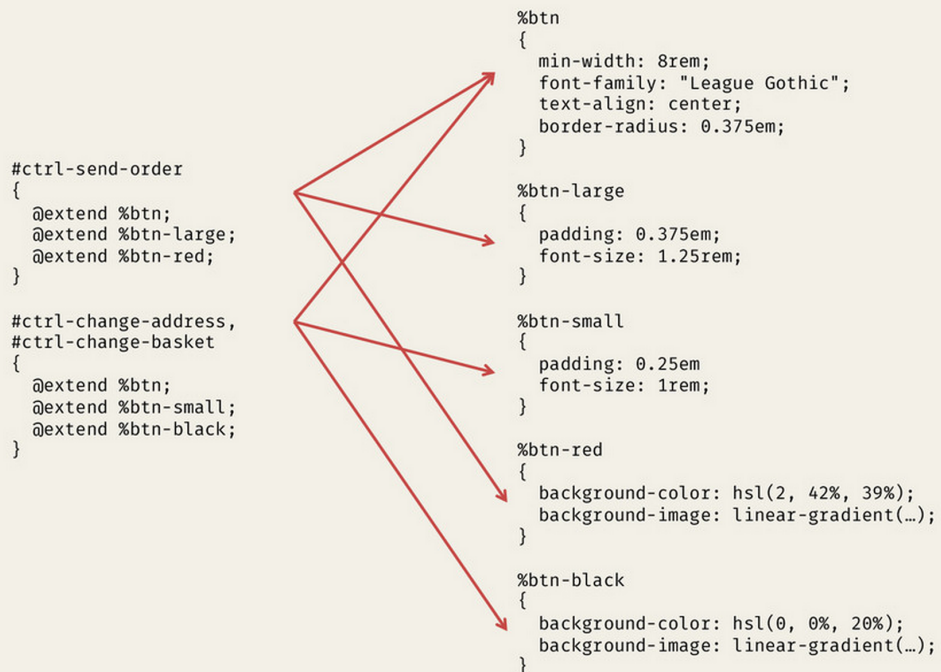 #ctrl-send-order
{
  @extend %btn;
  @extend %btn-large;
  @extend %btn-red;
}
#ctrl-change-address,
#ctrl-change-basket
{
  @extend %btn;
  @extend %btn-small;
  @extend %btn-black;
}
%btn
{
  min-width: 8rem;
  font-family: "League Gothic";
  text-align: center;
  border-radius: 0.375em;
}
%btn-large
{
  padding: 0.375em;
  font-size: 1.25rem;
}
%btn-small
{
  padding: 0.25em
  font-size: 1rem;
}
%btn-red
{
  background-color: hsl(2, 42%, 39%);
  background-image: linear-gradient(…);
}
%btn-black
{
  background-color: hsl(0, 0%, 20%);
  background-image: linear-gradient(…);
}